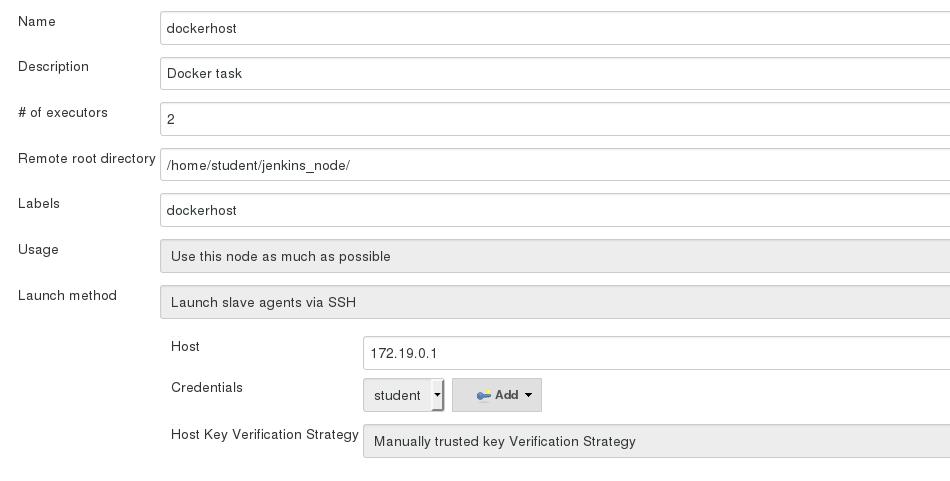 Name dockerhost
Description Docker task
# of executors 2
Remote root directory /home/student/jenkins_node/
Labels dockerhost
Usage Use this node as much as possible
Launch method Launch slave agents via SSH
Host 172.19.0.1
Credentials student Add
Host Key Verification Strategy Manually trusted key Verification Strategy